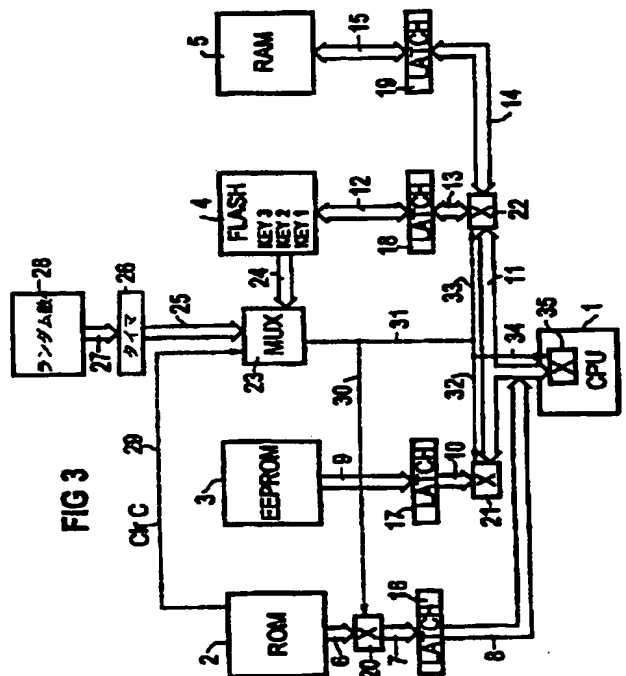 FIG 3
28
ランダム数
27
26
タイマ
25
29
Clr C
2
ROM
3
EEPROM
23
MUX
24
4
FLASH
KEY 3
KEY 2
KEY 1
5
RAM
6
20
7
9
30
31
12
15
16
LATCH
17
LATCH
18
LATCH
19
LATCH
10
13
8
21
32
33
22
11
14
34
35
1
CPU